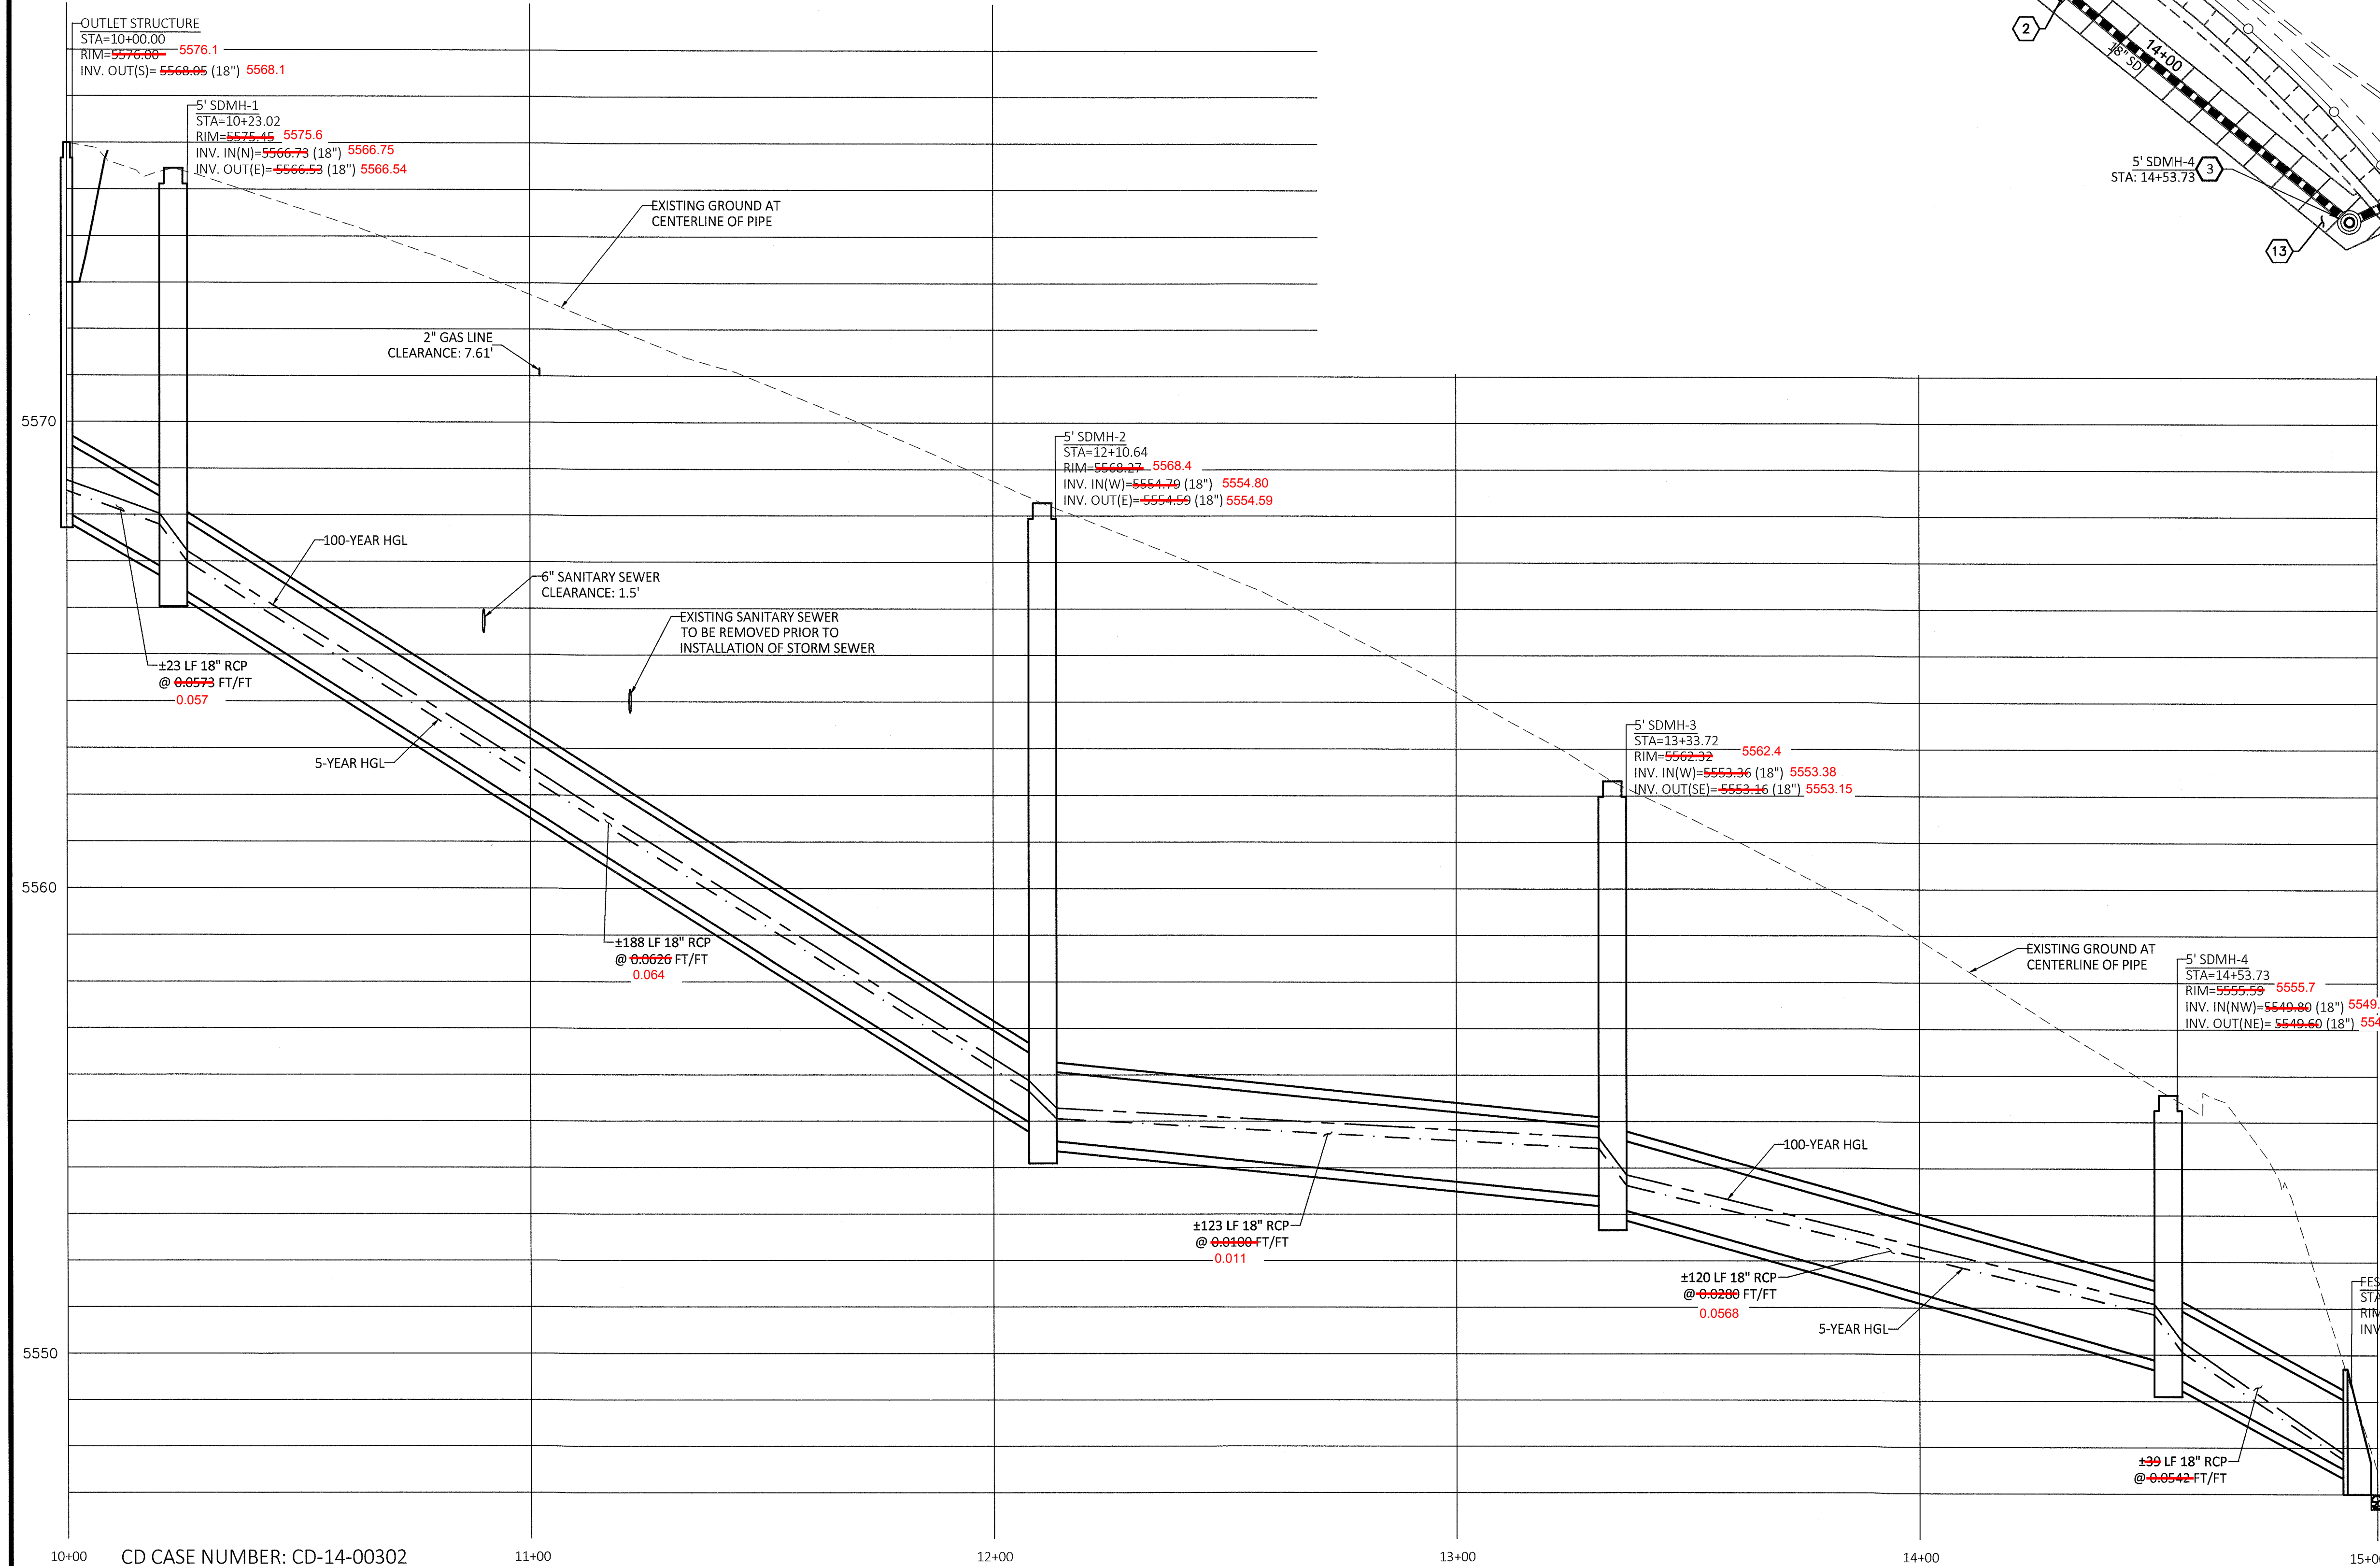 OUTLET STRUCTURE
STA=10+00.00
RIM=5576.00 5576.1
INV. OUT(S)= 5568.05 (18") 5568.1
5' SDMH-1
STA=10+23.02
RIM=5575.45 5575.6
INV. IN(N)=5566.73 (18") 5566.75
INV. OUT(E)=5566.53 (18") 5566.54
2
14+00
18" SD
5' SDMH-4
STA: 14+53.73
3
13
EXISTING GROUND AT
CENTERLINE OF PIPE
2" GAS LINE
CLEARANCE: 7.61'
5570
5' SDMH-2
STA=12+10.64
RIM=5568.27 5568.4
INV. IN(W)=5554.79 (18") 5554.80
INV. OUT(E)=5554.59 (18") 5554.59
100-YEAR HGL
6" SANITARY SEWER
CLEARANCE: 1.5'
EXISTING SANITARY SEWER
TO BE REMOVED PRIOR TO
INSTALLATION OF STORM SEWER
±23 LF 18" RCP
@ 0.0573 FT/FT
0.057
5-YEAR HGL
5' SDMH-3
STA=13+33.72
RIM=5562.32 5562.4
INV. IN(W)=5553.36 (18") 5553.38
INV. OUT(SE)=5553.16 (18") 5553.15
5560
±188 LF 18" RCP
@ 0.0626 FT/FT
0.064
EXISTING GROUND AT
CENTERLINE OF PIPE
5' SDMH-4
STA=14+53.73
RIM=5555.59 5555.7
INV. IN(NW)=5549.80 (18") 5549.
INV. OUT(NE)= 5549.60 (18") 554
100-YEAR HGL
±123 LF 18" RCP
@ 0.0100 FT/FT
0.011
±120 LF 18" RCP
@ 0.0280 FT/FT
0.0568
5-YEAR HGL
FES
STA
RIM
INV
5550
±39 LF 18" RCP
@ 0.0542 FT/FT
10+00
CD CASE NUMBER: CD-14-00302
11+00
12+00
13+00
14+00
15+0